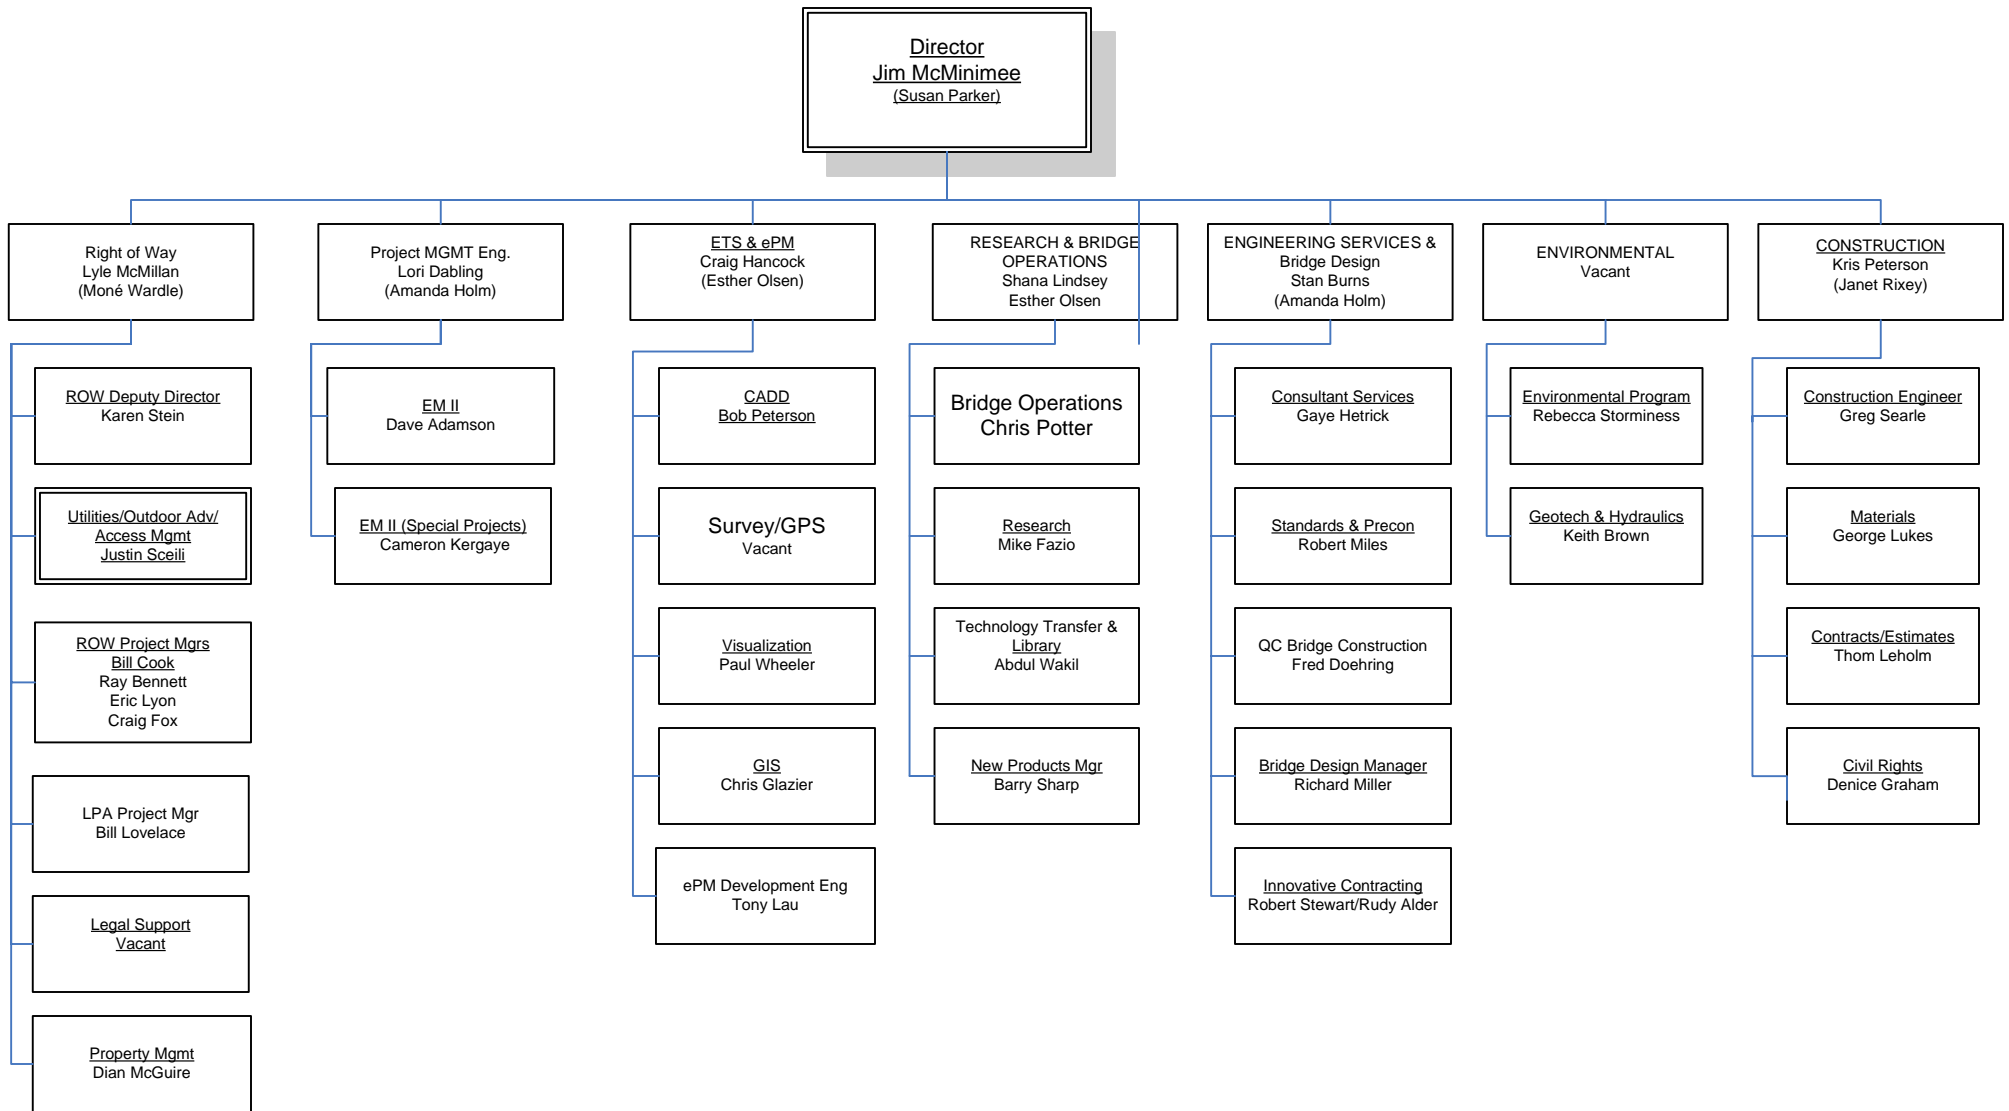 Director
Jim McMinimee
(Susan Parker)
Right of Way
Lyle McMillan
(Moné Wardle)
Project MGMT Eng.
Lori Dabling
(Amanda Holm)
ETS & ePM
Craig Hancock
(Esther Olsen)
RESEARCH & BRIDGE
OPERATIONS
Shana Lindsey
Esther Olsen
ENGINEERING SERVICES &
Bridge Design
Stan Burns
(Amanda Holm)
ENVIRONMENTAL
Vacant
CONSTRUCTION
Kris Peterson
(Janet Rixey)
ROW Deputy Director
Karen Stein
Utilities/Outdoor Adv/
Access Mgmt
Justin Sceili
ROW Project Mgrs
Bill Cook
Ray Bennett
Eric Lyon
Craig Fox
LPA Project Mgr
Bill Lovelace
Legal Support
Vacant
Property Mgmt
Dian McGuire
EM II
Dave Adamson
EM II (Special Projects)
Cameron Kergaye
CADD
Bob Peterson
Survey/GPS
Vacant
Visualization
Paul Wheeler
GIS
Chris Glazier
ePM Development Eng
Tony Lau
Bridge Operations
Chris Potter
Research
Mike Fazio
Technology Transfer &
Library
Abdul Wakil
New Products Mgr
Barry Sharp
Consultant Services
Gaye Hetrick
Standards & Precon
Robert Miles
QC Bridge Construction
Fred Doehring
Bridge Design Manager
Richard Miller
Innovative Contracting
Robert Stewart/Rudy Alder
Environmental Program
Rebecca Storminess
Geotech & Hydraulics
Keith Brown
Construction Engineer
Greg Searle
Materials
George Lukes
Contracts/Estimates
Thom Leholm
Civil Rights
Denice Graham